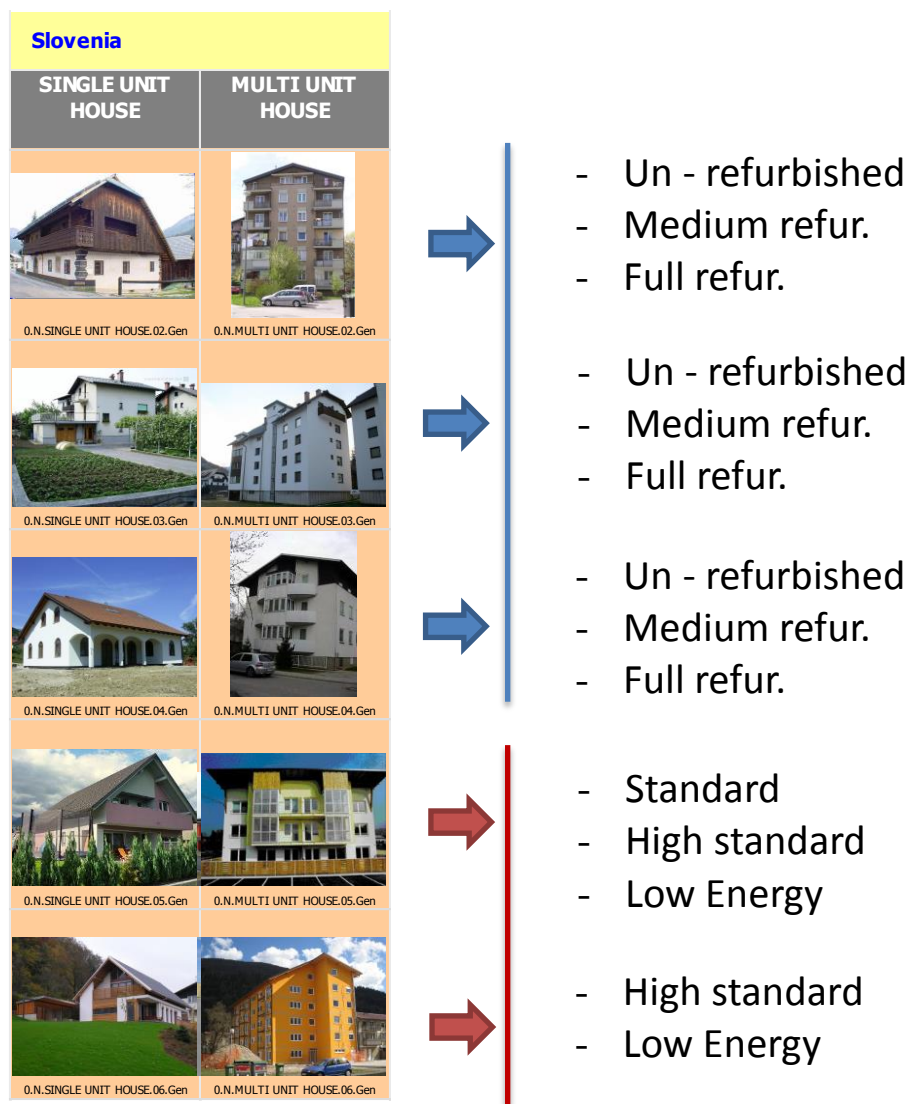 Slovenia
SINGLE UNIT
HOUSE
MULTI UNIT
HOUSE
0.N.SINGLE UNIT HOUSE.02.Gen
0.N.MULTI UNIT HOUSE.02.Gen
- Un - refurbished
- Medium refur.
- Full refur.
0.N.SINGLE UNIT HOUSE.03.Gen
0.N.MULTI UNIT HOUSE.03.Gen
- Un - refurbished
- Medium refur.
- Full refur.
0.N.SINGLE UNIT HOUSE.04.Gen
0.N.MULTI UNIT HOUSE.04.Gen
- Un - refurbished
- Medium refur.
- Full refur.
0.N.SINGLE UNIT HOUSE.05.Gen
0.N.MULTI UNIT HOUSE.05.Gen
- Standard
- High standard
- Low Energy
0.N.SINGLE UNIT HOUSE.06.Gen
0.N.MULTI UNIT HOUSE.06.Gen
- High standard
- Low Energy